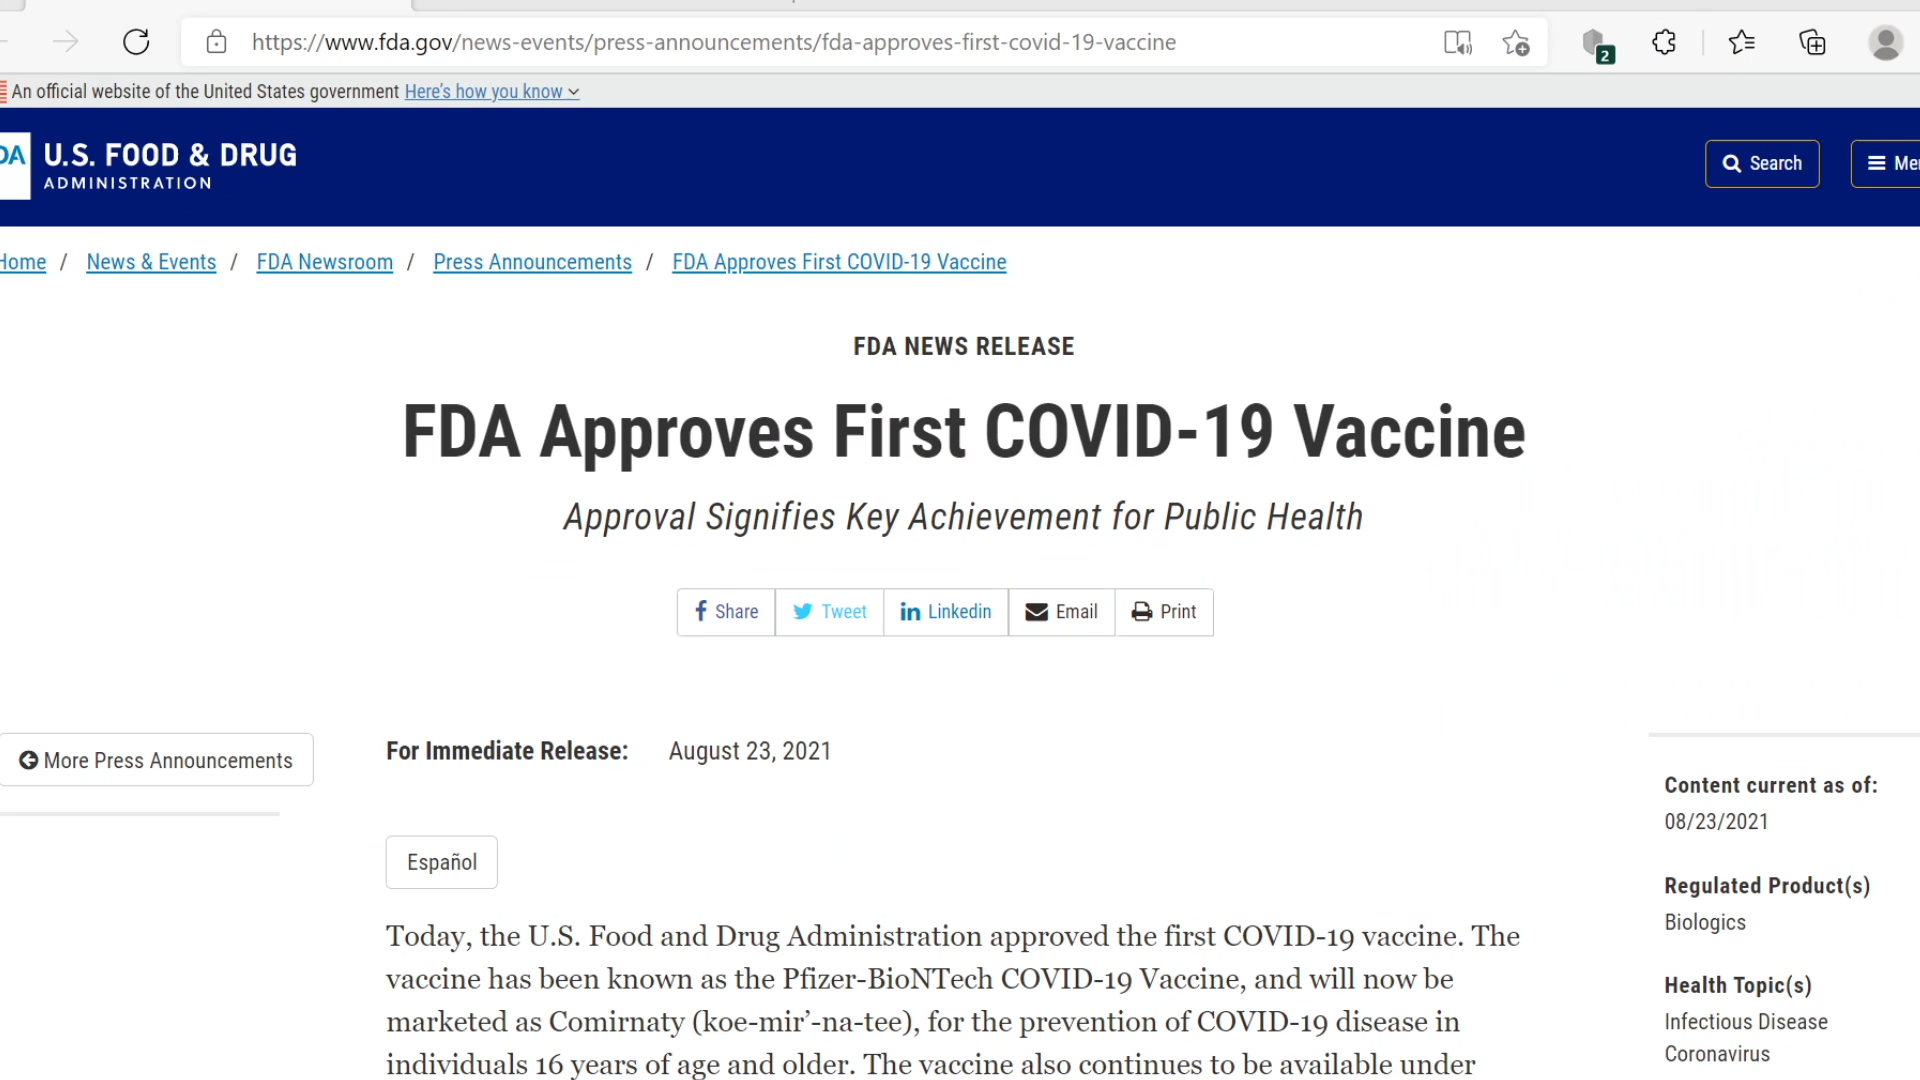 https://www.fda.gov/news-events/press-announcements/fda-approves-first-covid-19-vaccine
2
An official website of the United States government Here's how you know
DA U.S. FOOD & DRUG
ADMINISTRATION
Search
Home / News & Events / FDA Newsroom / Press Announcements / FDA Approves First COVID-19 Vaccine
FDA NEWS RELEASE
FDA Approves First COVID-19 Vaccine
Approval Signifies Key Achievement for Public Health
Share Tweet Linkedin Email Print
More Press Announcements
For Immediate Release: August 23, 2021
Español
Today, the U.S. Food and Drug Administration approved the first COVID-19 vaccine. The
vaccine has been known as the Pfizer-BioNTech COVID-19 Vaccine, and will now be
marketed as Comirnaty (koe-mir’-na-tee), for the prevention of COVID-19 disease in
individuals 16 years of age and older. The vaccine also continues to be available under
Content current as of:
08/23/2021
Regulated Product(s)
Biologics
Health Topic(s)
Infectious Disease
Coronavirus